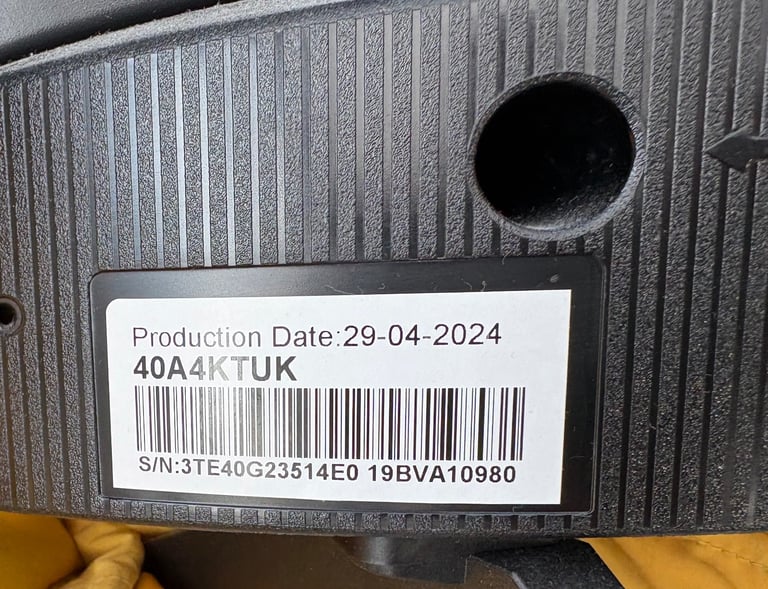 Production Date:29-04-2024
40A4KTUK
S/N:3TE40G23514E0 19BVA10980